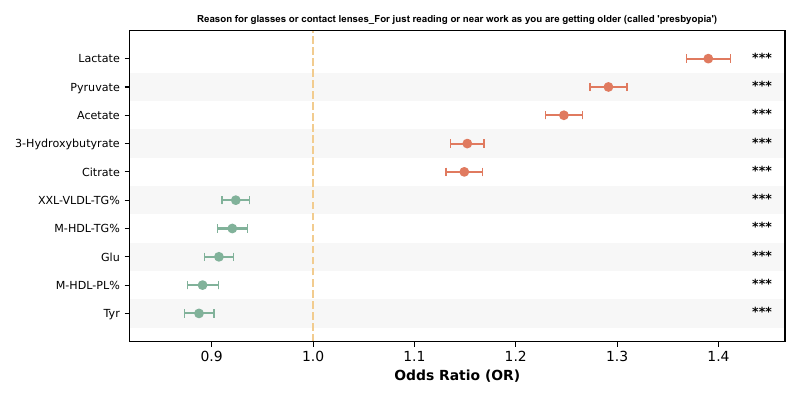 Reason for glasses or contact lenses_For just reading or near work as you are getting older (called 'presbyopia')
Lactate ***
Pyruvate ***
Acetate ***
3-Hydroxybutyrate ***
Citrate ***
XXL-VLDL-TG% ***
M-HDL-TG% ***
Glu ***
M-HDL-PL% ***
Tyr ***
0.9 1.0 1.1 1.2 1.3 1.4
Odds Ratio (OR)